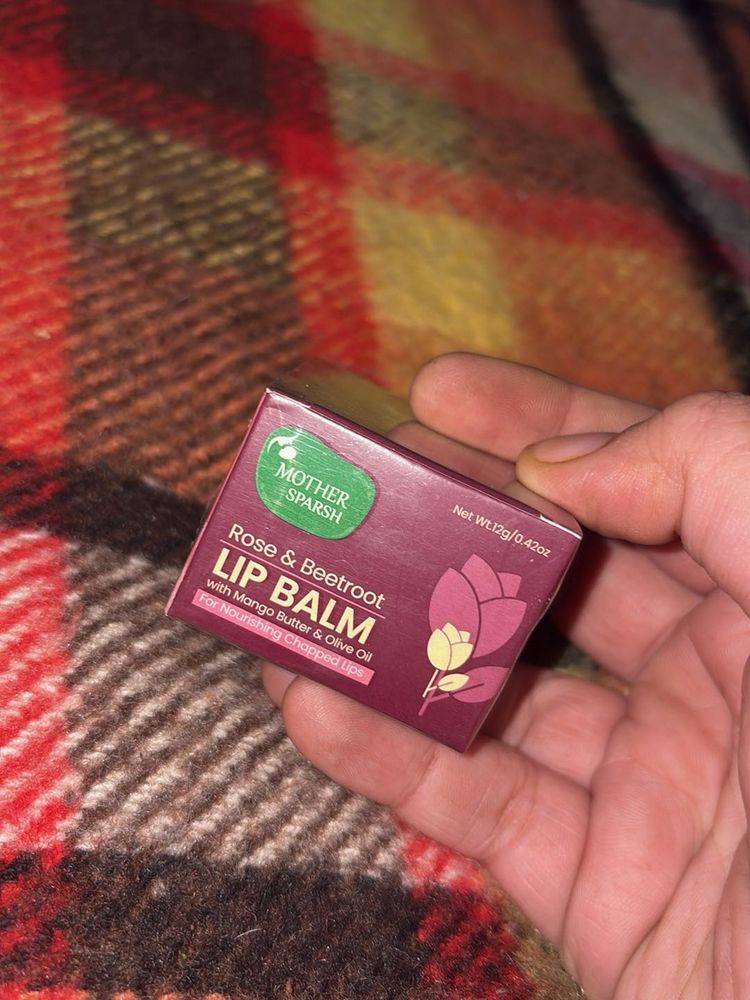 MOTHER
SPARSH
Net Wt.12g/0.42oz
Rose & Beetroot
LIP BALM
with Mango Butter & Olive Oil
For Nourishing Chapped Lips